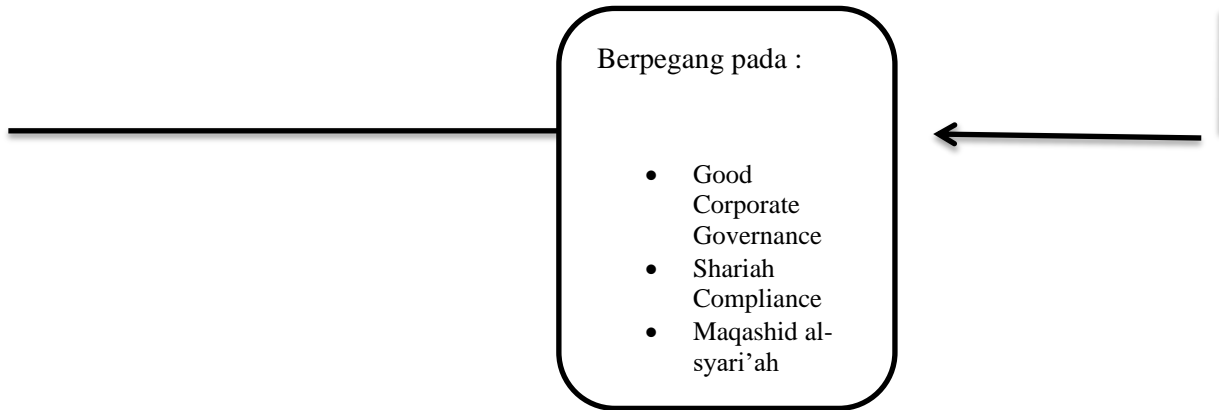 Berpegang pada :
• Good
Corporate
Governance
• Shariah
Compliance
• Maqashid al-
syari’ah